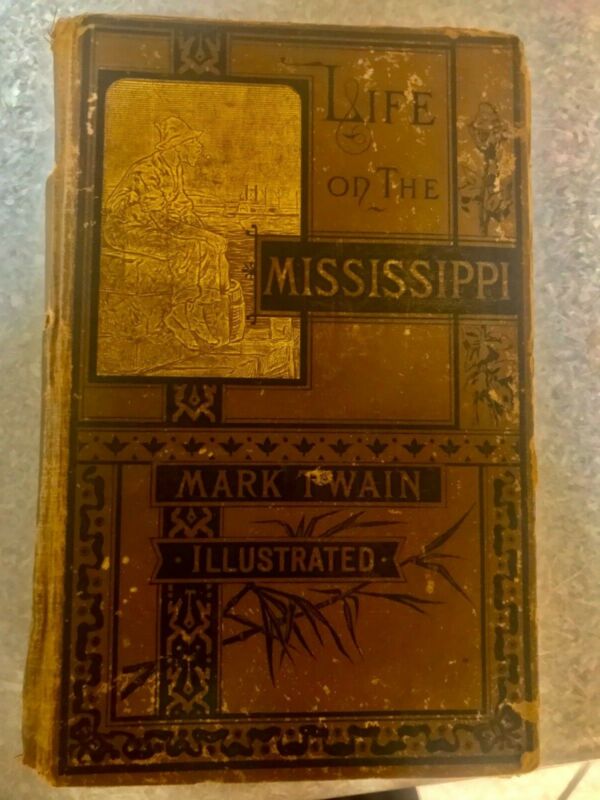 LIFE
ON THE
MISSISSIPPI
MARK TWAIN
ILLUSTRATED